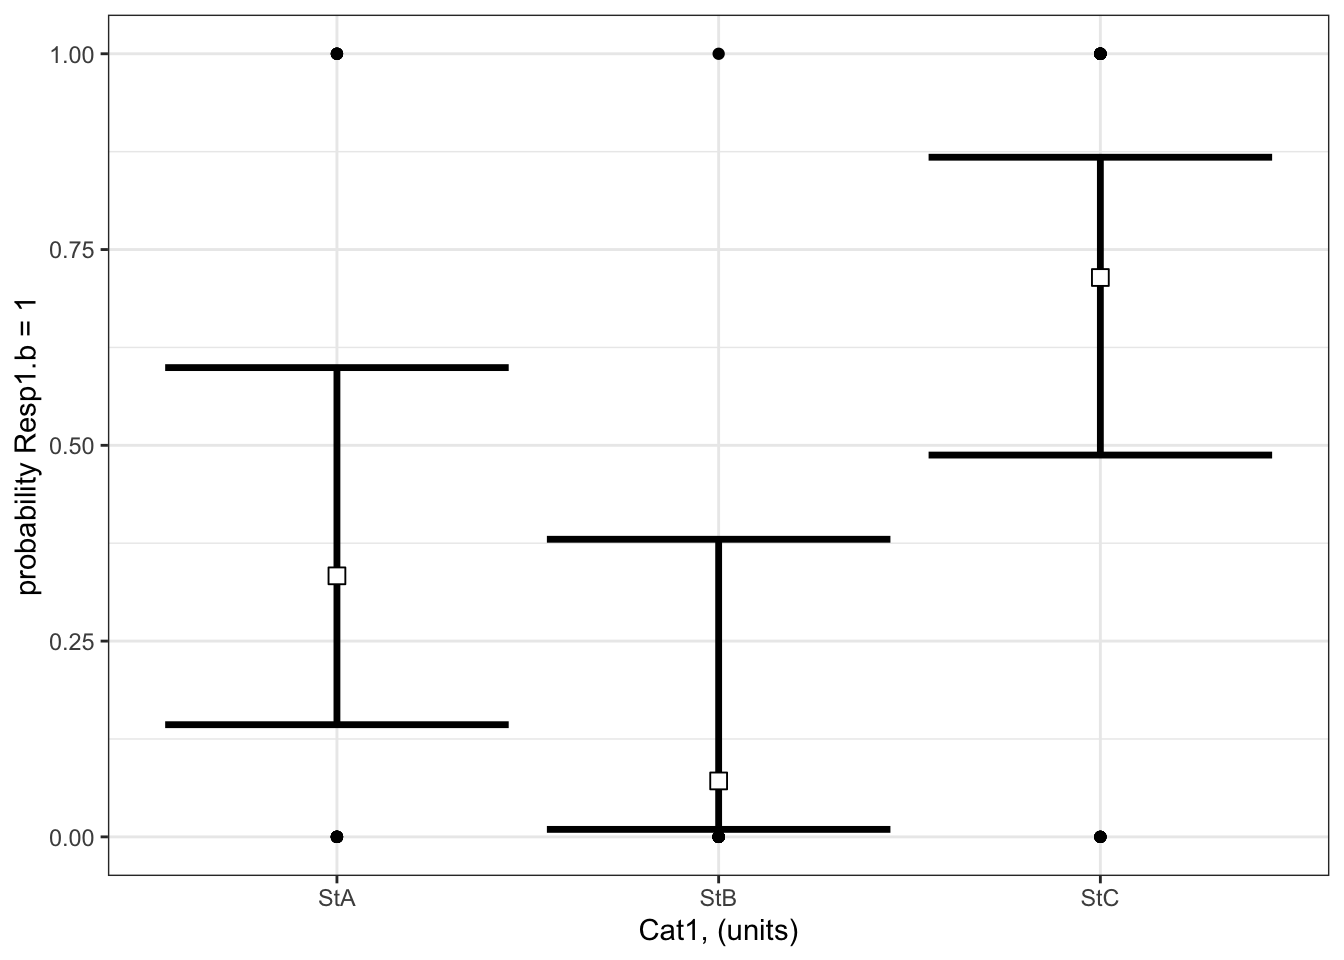 probability Resp1.b = 1
1.00
0.75
0.50
0.25
0.00
StA StB StC
Cat1, (units)